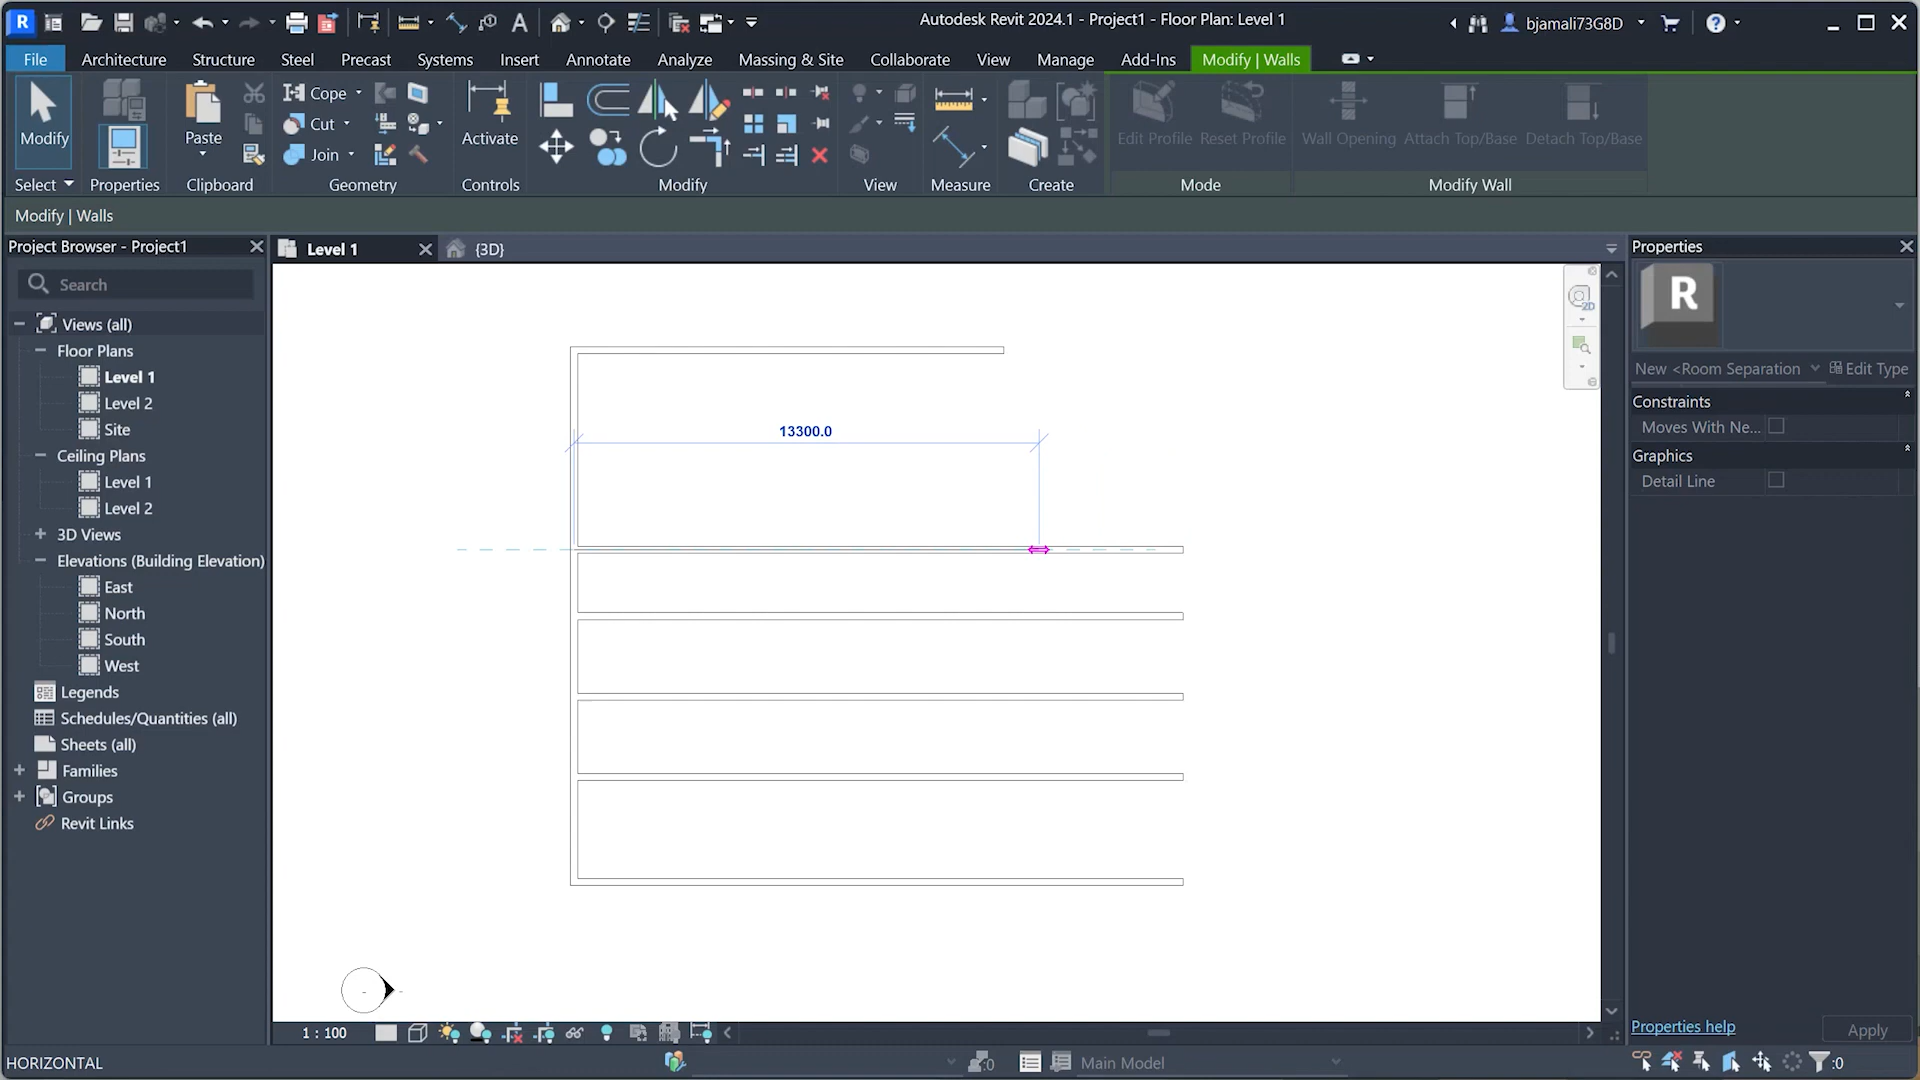 Autodesk Revit 2024.1 - Project1 - Floor Plan: Level 1
bjamali73G8D
File Architecture Structure Steel Precast Systems Insert Annotate Analyze Massing & Site Collaborate View Manage Add-Ins Modify | Walls
Modify
Paste
Cope
Cut
Join
Activate
Edit Profile Reset Profile
Wall Opening Attach Top/Base Detach Top/Base
Select Properties Clipboard Geometry Controls Modify View Measure Create Mode Modify Wall
Modify | Walls
Project Browser - Project1
Search
Views (all)
Floor Plans
Level 1
Level 2
Site
Ceiling Plans
Level 1
Level 2
3D Views
Elevations (Building Elevation)
East
North
South
West
Legends
Schedules/Quantities (all)
Sheets (all)
Families
Groups
Revit Links
Level 1
{3D}
13300.0
2D
Properties
R
New <Room Separation
Edit Type
Constraints
Moves With Ne...
Graphics
Detail Line
Properties help
Apply
1 : 100
HORIZONTAL
:0
Main Model
:0